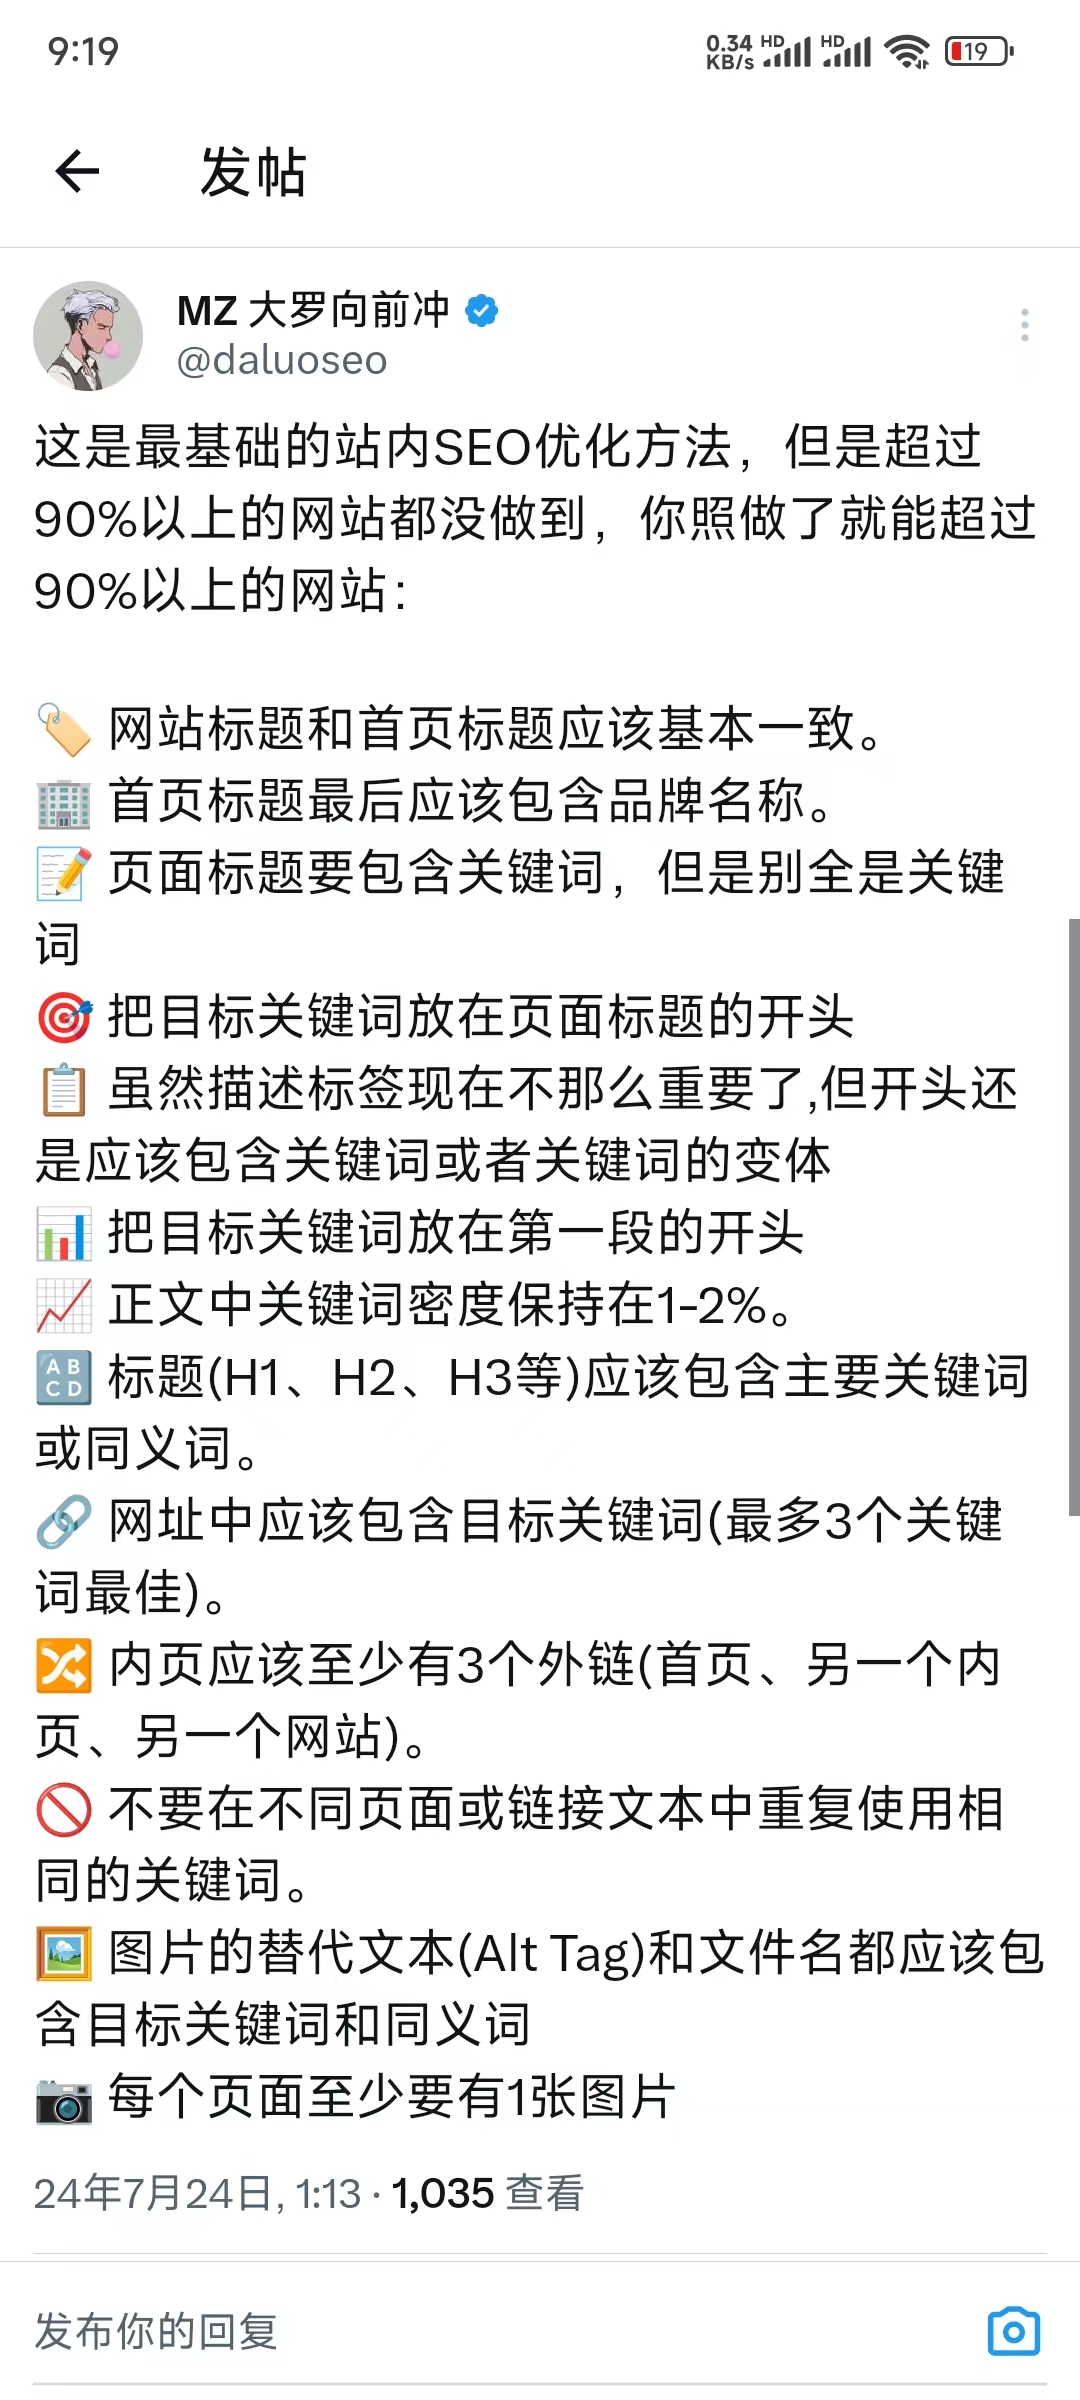 9:19
0.34 KB/s HD HD 19
发帖
MZ 大罗向前冲
@daluoseo
这是最基础的站内SEO优化方法，但是超过
90%以上的网站都没做到，你照做了就能超过
90%以上的网站：
🏷️ 网站标题和首页标题应该基本一致。
🏢 首页标题最后应该包含品牌名称。
📝 页面标题要包含关键词，但是别全是关键
词
🎯 把目标关键词放在页面标题的开头
📋 虽然描述标签现在不那么重要了,但开头还
是应该包含关键词或者关键词的变体
📊 把目标关键词放在第一段的开头
📈 正文中关键词密度保持在1-2%。
🔠 标题(H1、H2、H3等)应该包含主要关键词
或同义词。
🔗 网址中应该包含目标关键词(最多3个关键
词最佳)。
🔀 内页应该至少有3个外链(首页、另一个内
页、另一个网站)。
🚫 不要在不同页面或链接文本中重复使用相
同的关键词。
🖼️ 图片的替代文本(Alt Tag)和文件名都应该包
含目标关键词和同义词
📷 每个页面至少要有1张图片
24年7月24日, 1:13 · 1,035 查看
发布你的回复